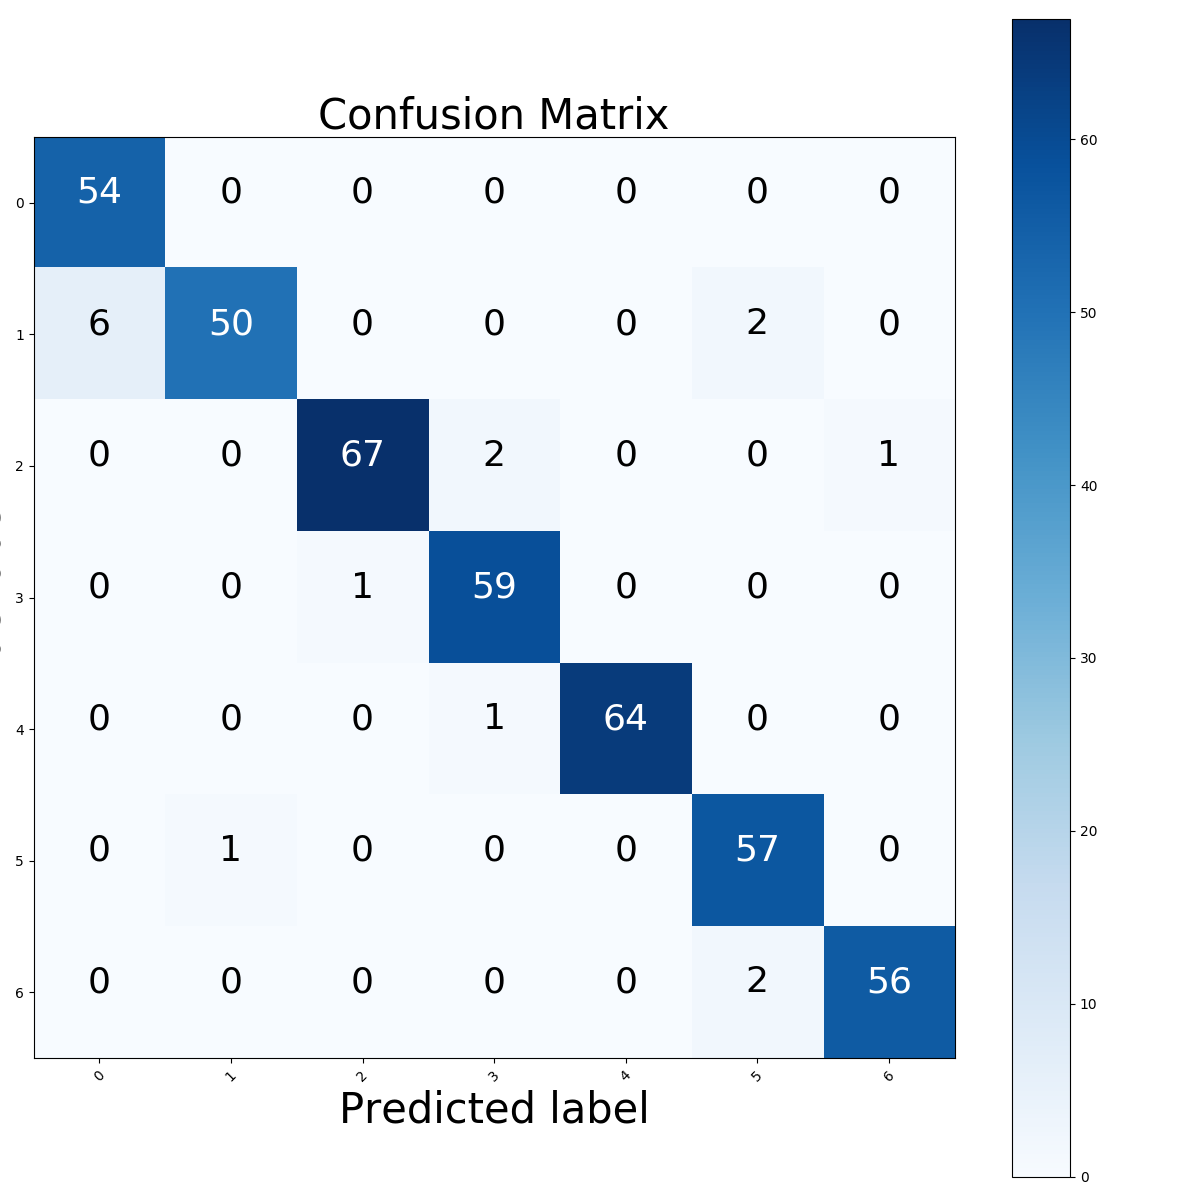 Confusion Matrix
0 54 0 0 0 0 0 0
1 6 50 0 0 0 2 0
2 0 0 67 2 0 0 1
3 0 0 1 59 0 0 0
4 0 0 0 1 64 0 0
5 0 1 0 0 0 57 0
6 0 0 0 0 0 2 56
0 1 2 3 4 5 6
Predicted label
60
50
40
30
20
10
0